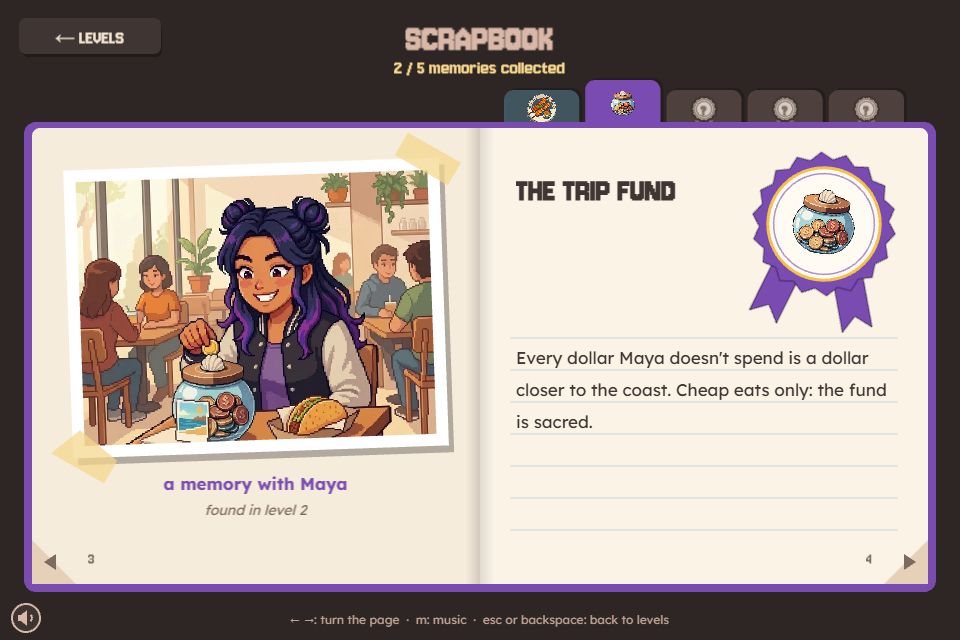 ← LEVELS
SCRAPBOOK
2 / 5 memories collected
THE TRIP FUND
Every dollar Maya doesn't spend is a dollar
closer to the coast. Cheap eats only: the fund
is sacred.
a memory with Maya
found in level 2
3
4
← →: turn the page · m: music · esc or backspace: back to levels